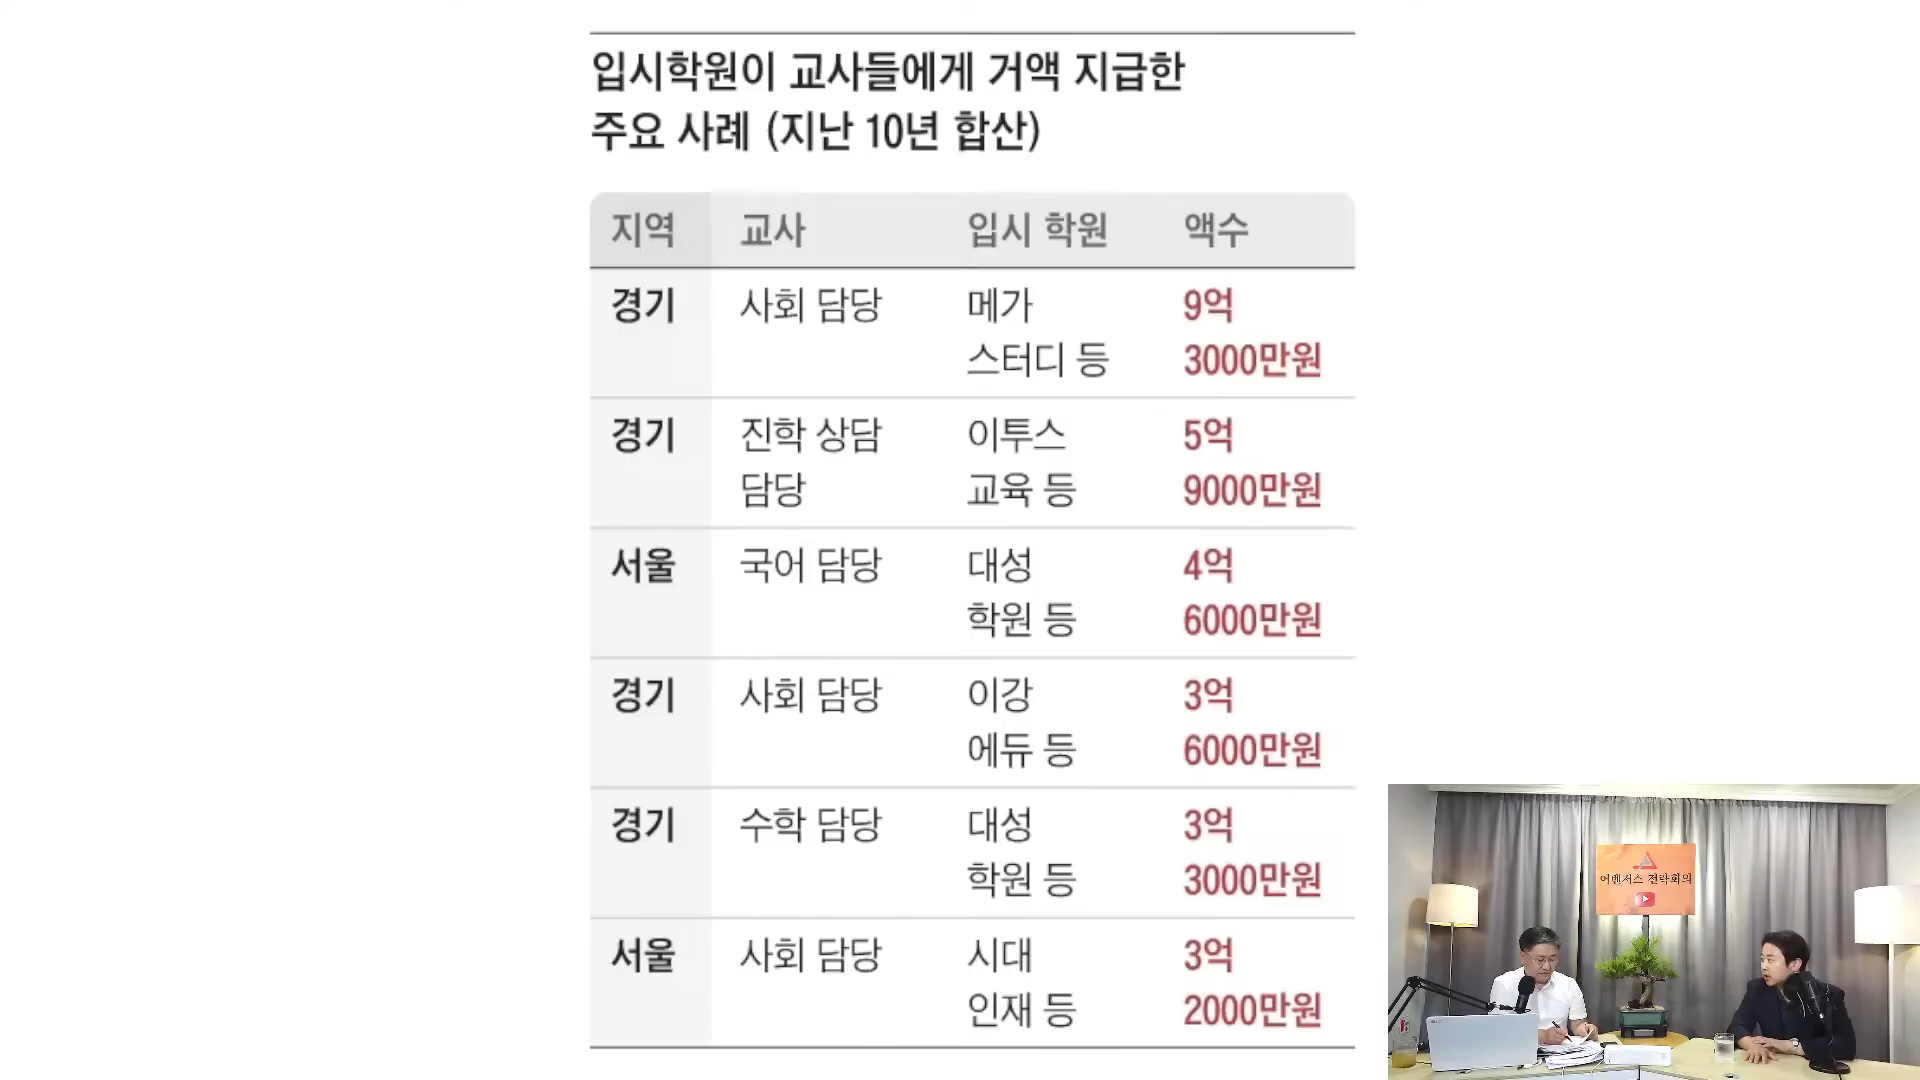 입시학원이 교사들에게 거액 지급한
주요 사례 (지난 10년 합산)
지역 교사 입시 학원 액수
경기 사회 담당 메가 9억
스터디 등 3000만원
경기 진학 상담 이투스 5억
담당 교육 등 9000만원
서울 국어 담당 대성 4억
학원 등 6000만원
경기 사회 담당 이강 3억
에듀 등 6000만원
경기 수학 담당 대성 3억
학원 등 3000만원
서울 사회 담당 시대 3억
인재 등 2000만원
어벤저스 전략회의